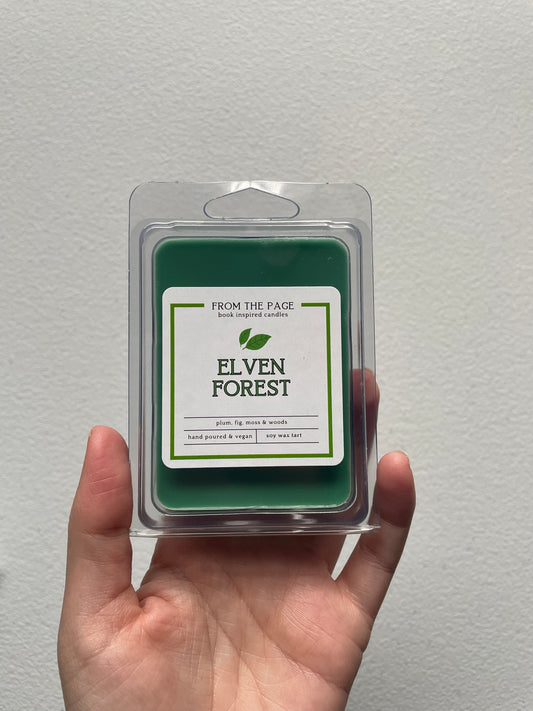 FROM THE PAGE
book inspired candles
ELVEN
FOREST
plum, fig, moss & woods
hand poured & vegan
soy wax tart